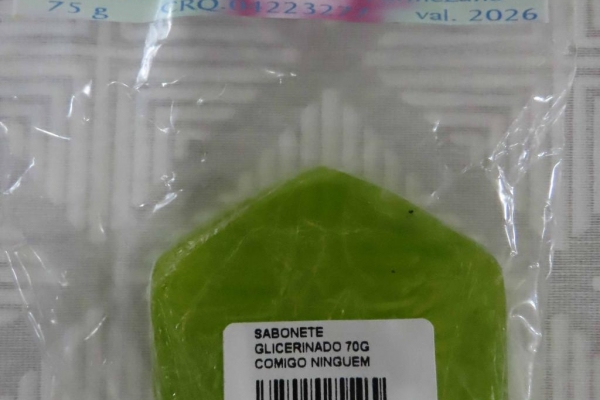 75 g
val. 2026
SABONETE
GLICERINADO 70G
COMIGO NINGUEM